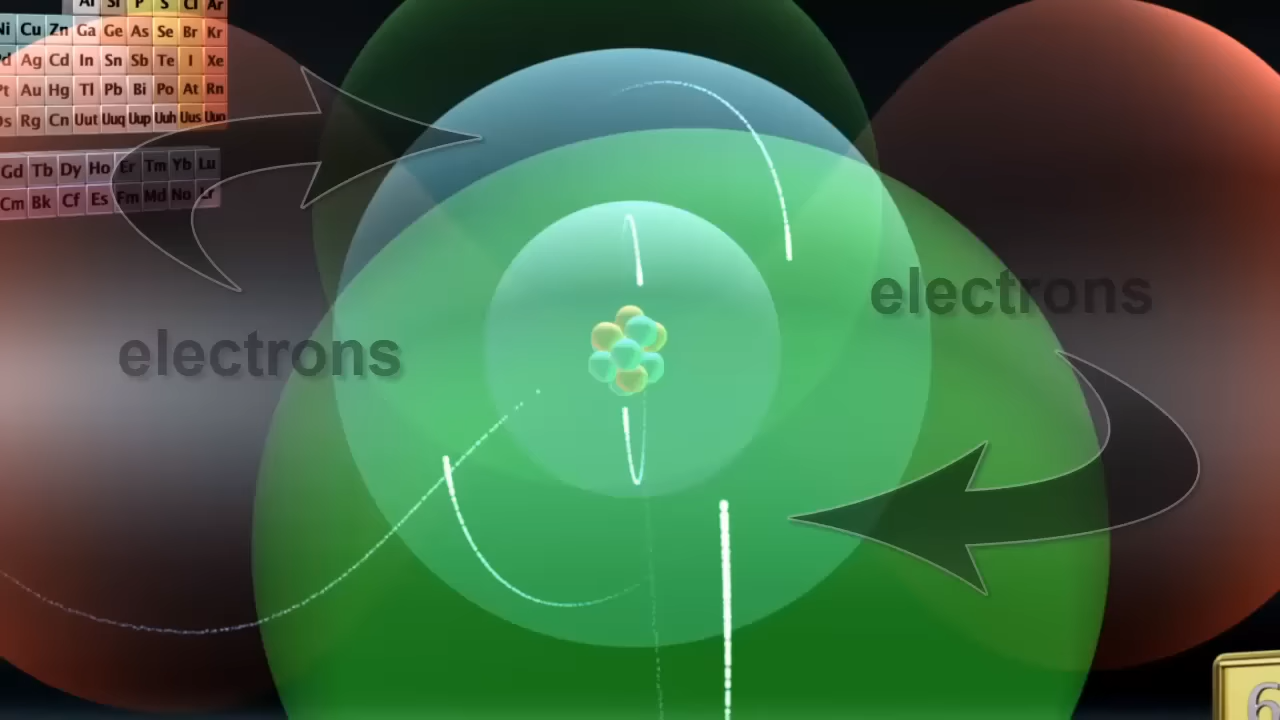 Al Si P S Cl Ar
Ni Cu Zn Ga Ge As Se Br Kr
Pd Ag Cd In Sn Sb Te I Xe
Pt Au Hg Tl Pb Bi Po At Rn
Ds Rg Cn Uut Uuq Uup Uuh Uus Uuo
Gd Tb Dy Ho Er Tm Yb Lu
Cm Bk Cf Es Fm Md No Lr
electrons
electrons
6